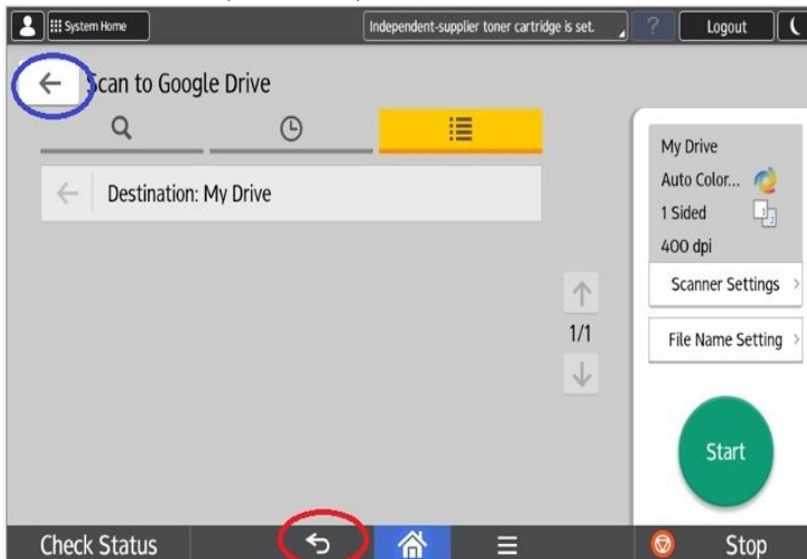 System Home
Independent-supplier toner cartridge is set.
?
Logout
Scan to Google Drive
Destination: My Drive
My Drive
Auto Color...
1 Sided
400 dpi
Scanner Settings
1/1
File Name Setting
Start
Check Status
Stop